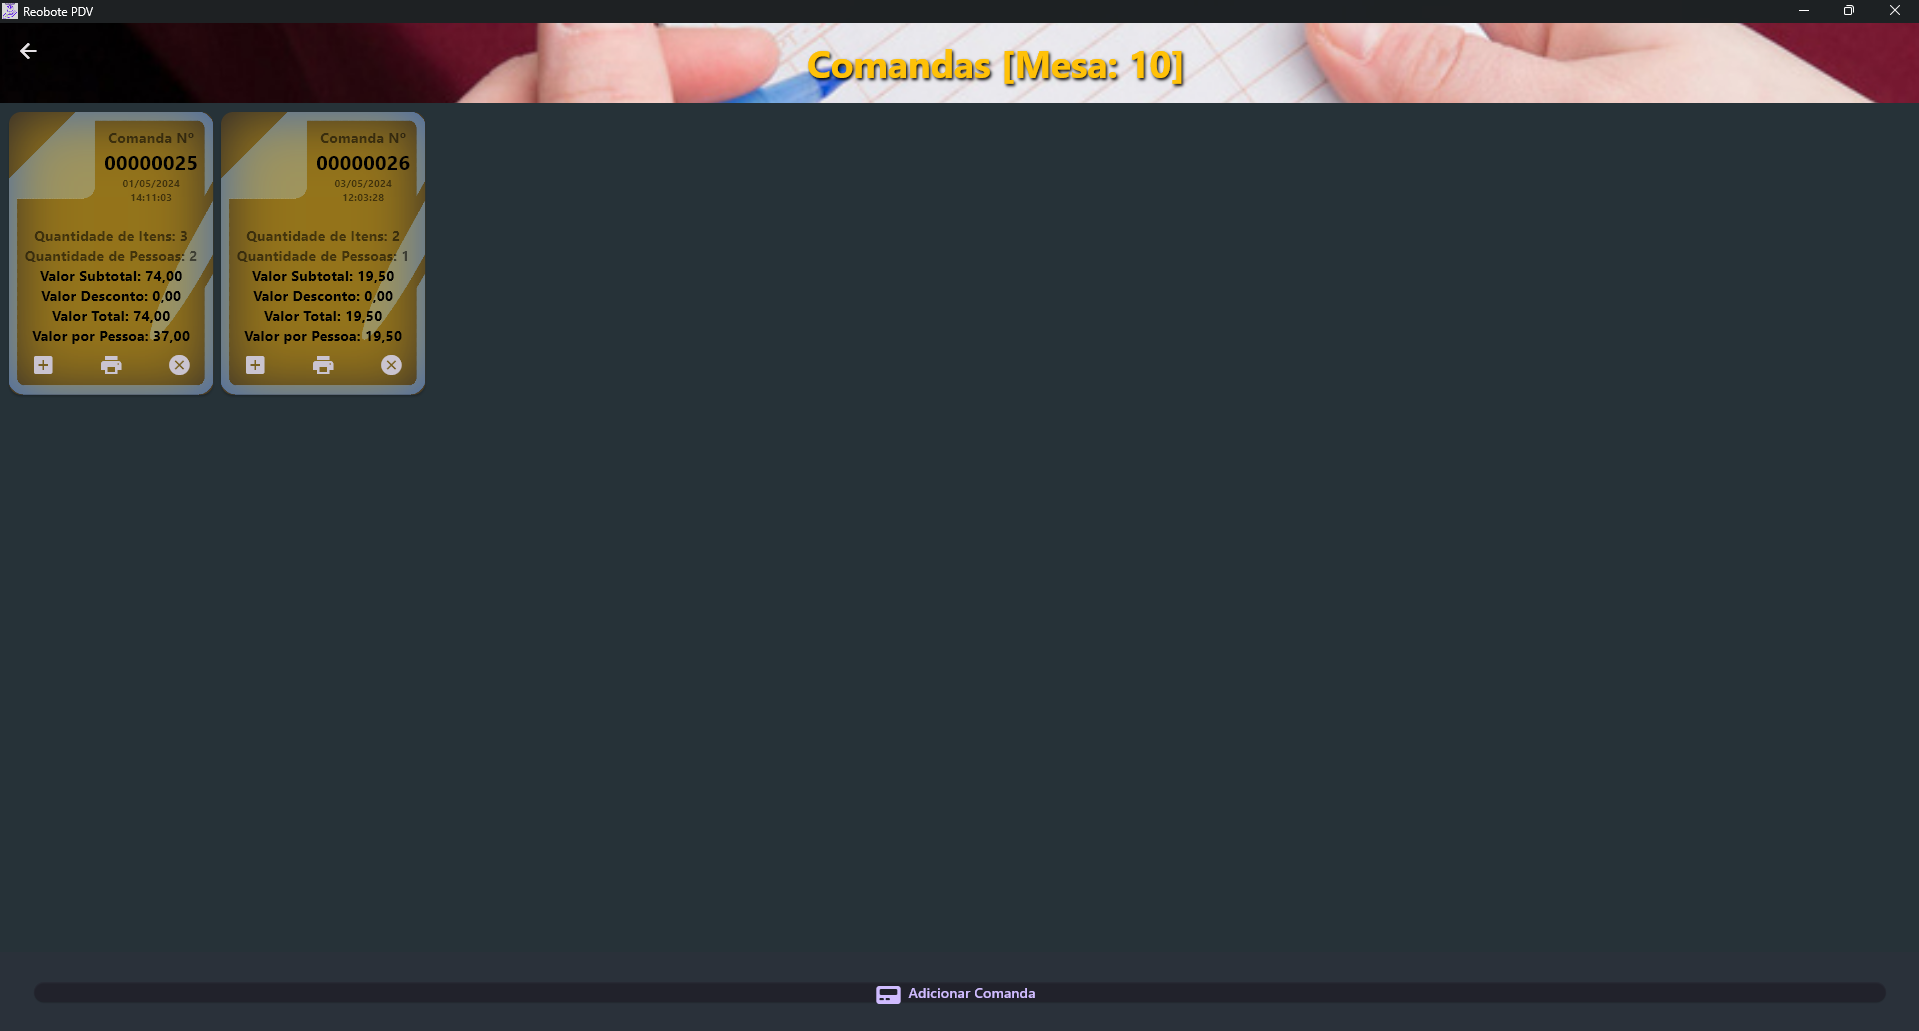 Reobote PDV
Comandas [Mesa: 10]
Comanda Nº
00000025
01/05/2024
14:11:03
Quantidade de Itens: 3
Quantidade de Pessoas: 2
Valor Subtotal: 74,00
Valor Desconto: 0,00
Valor Total: 74,00
Valor por Pessoa: 37,00
Comanda Nº
00000026
03/05/2024
12:03:28
Quantidade de Itens: 2
Quantidade de Pessoas: 1
Valor Subtotal: 19,50
Valor Desconto: 0,00
Valor Total: 19,50
Valor por Pessoa: 19,50
Adicionar Comanda